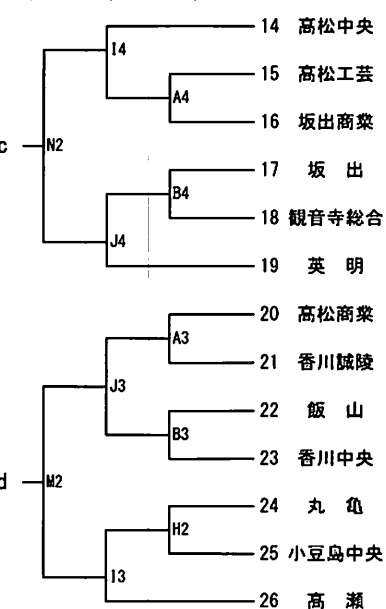 14 高松中央
I4
15 高松工芸
A4
16 坂出商業
c
N2
17 坂 出
B4
18 観音寺総合
J4
19 英 明
20 高松商業
A3
21 香川誠陵
J3
22 飯 山
B3
23 香川中央
d
M2
24 丸 亀
H2
25 小豆島中央
I3
26 高 瀬